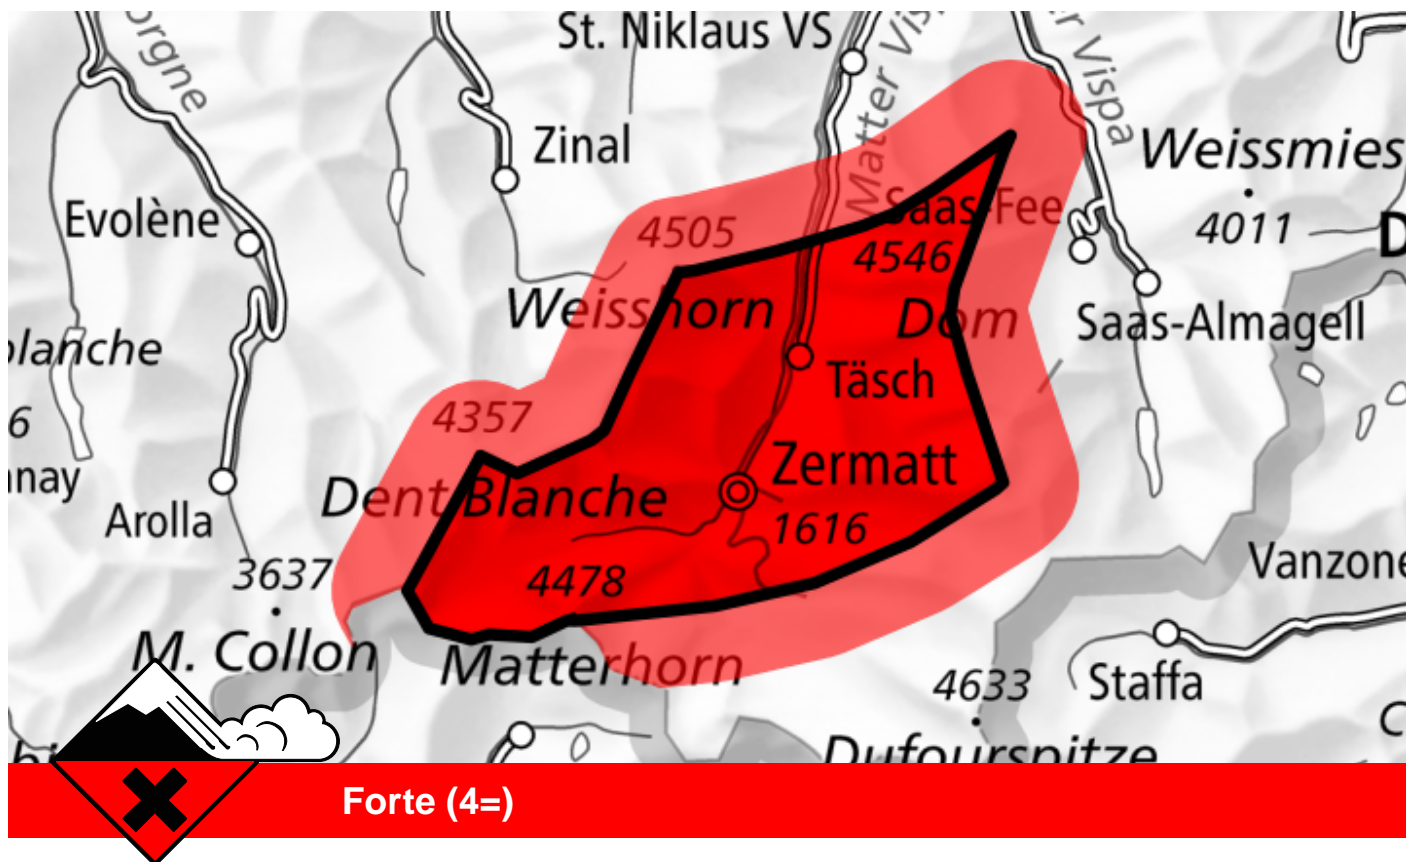 St. Niklaus VS
Zinal
Matter Vis
Vispa
Weissmies
4011
Evolène
4505
Saas-Fee
4546
Weisshorn
Dom
Saas-Almagell
Täsch
4357
Zermatt
Dent Blanche
1616
Arolla
3637
4478
Vanzone
M. Collon
Matterhorn
4633
Staffa
Dufourspitze
Forte (4=)